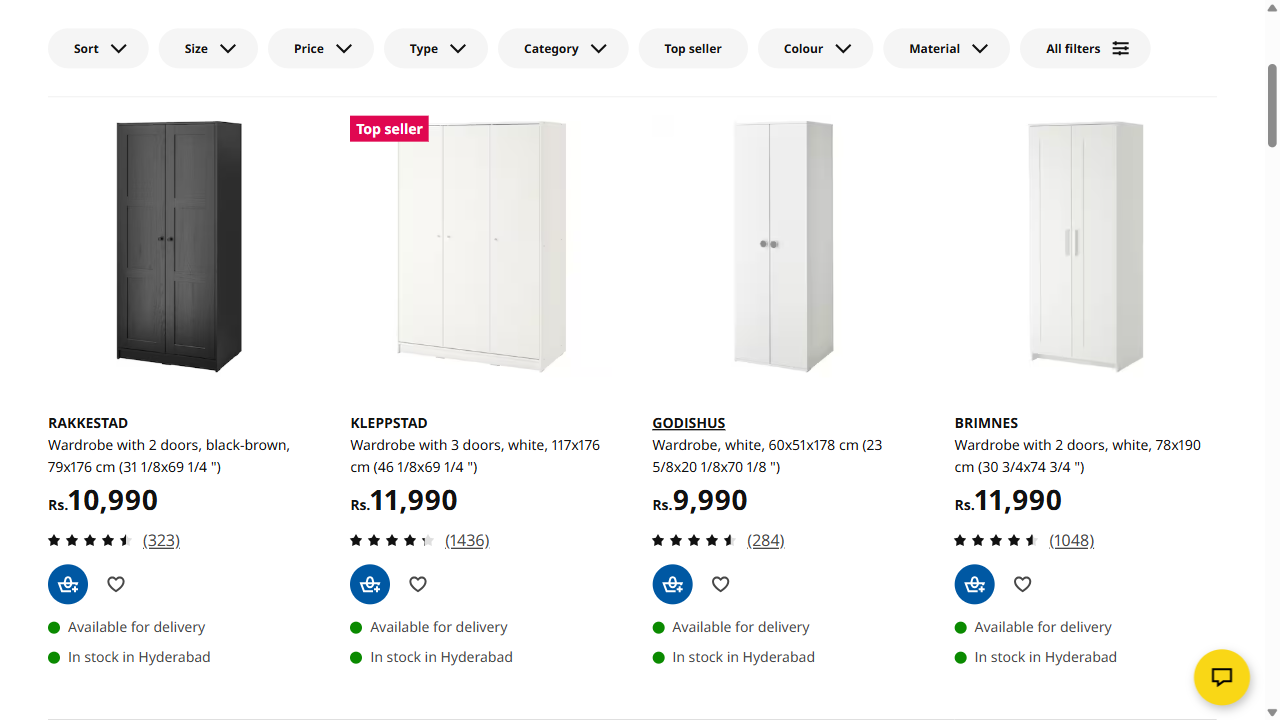 Sort
Size
Price
Type
Category
Top seller
Colour
Material
All filters
Top seller
RAKKESTAD
Wardrobe with 2 doors, black-brown,
79x176 cm (31 1/8x69 1/4 ")
Rs.10,990
(323)
Available for delivery
In stock in Hyderabad
KLEPPSTAD
Wardrobe with 3 doors, white, 117x176
cm (46 1/8x69 1/4 ")
Rs.11,990
(1436)
Available for delivery
In stock in Hyderabad
GODISHUS
Wardrobe, white, 60x51x178 cm (23
5/8x20 1/8x70 1/8 ")
Rs.9,990
(284)
Available for delivery
In stock in Hyderabad
BRIMNES
Wardrobe with 2 doors, white, 78x190
cm (30 3/4x74 3/4 ")
Rs.11,990
(1048)
Available for delivery
In stock in Hyderabad